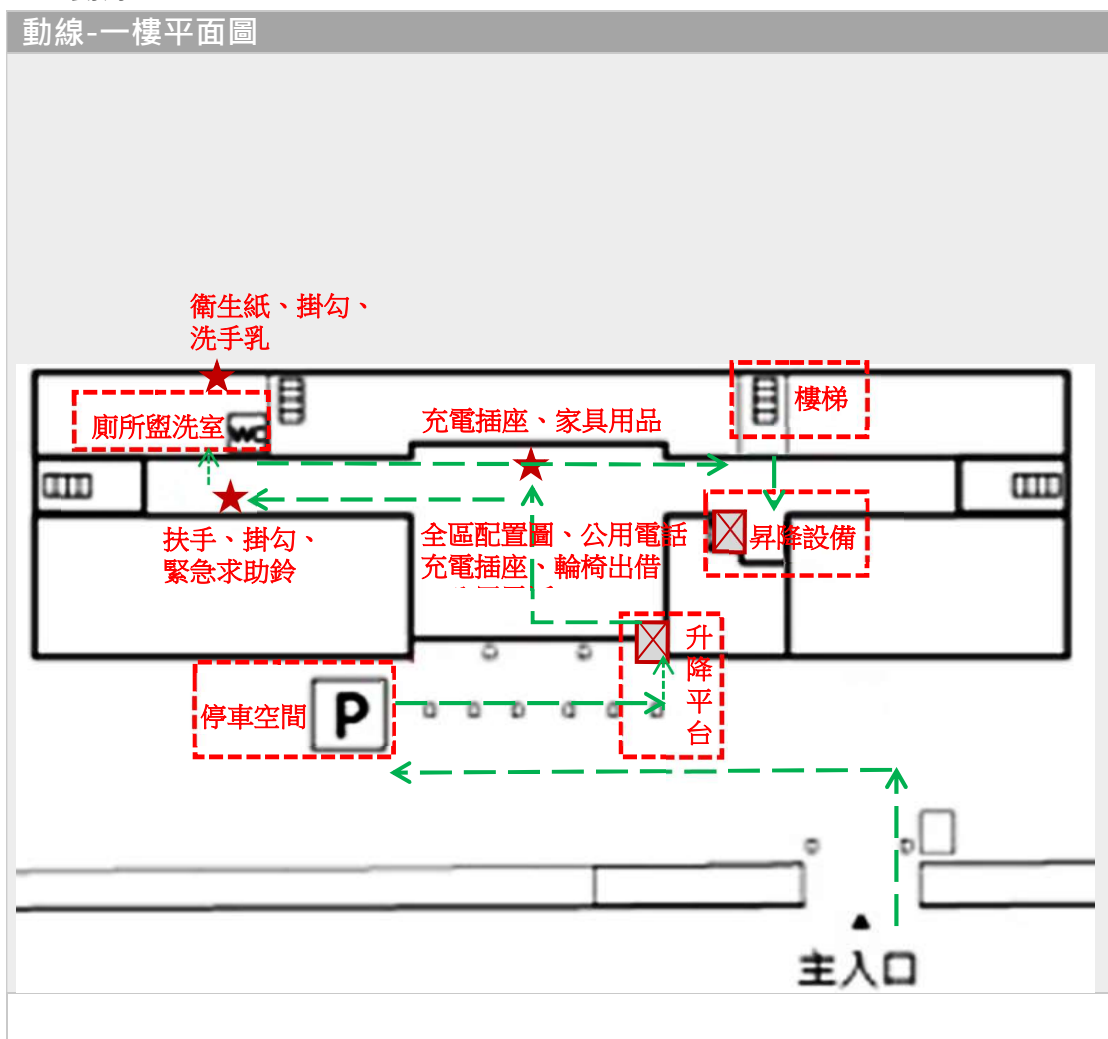 動線-一樓平面圖
衛生紙、掛勾、
洗手乳
廁所盥洗室
WC
充電插座、家具用品
樓梯
扶手、掛勾、
緊急求助鈴
全區配置圖、公用電話
充電插座、輪椅出借
昇降設備
升降平台
停車空間
P
主入口